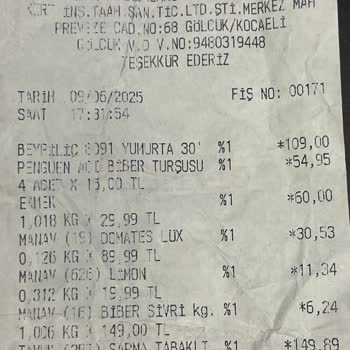 KERT İNŞ.TAAH.SAN.TİC.LTD.ŞTİ.MERKEZ MAH
PREVEZE CAD.NO:68 GÖLCÜK/KOCAELİ
GÖLCÜK V.D V.NO:9480319448
TEŞEKKÜR EDERİZ
TARİH 09/06/2025 FİŞ NO: 00171
SAAT 17:31:54
BEYPİLİÇ 6091 YUMURTA 30' %1 *109,00
PENGUEN ACI BİBER TURŞUSU %1 *54,95
4 ADET X 15,00 TL
EKMEK %1 *60,00
1,018 KG X 29,99 TL
MANAV (19) DOMATES LUX %1 *30,53
0,126 KG X 89,99 TL
MANAV (626) LİMON %1 *11,34
0,312 KG X 19,99 TL
MANAV (16) BİBER SİVRİ kg. %1 *6,24
1,006 KG X 149,00 TL
SARMA TABAKLI %1 *149,89